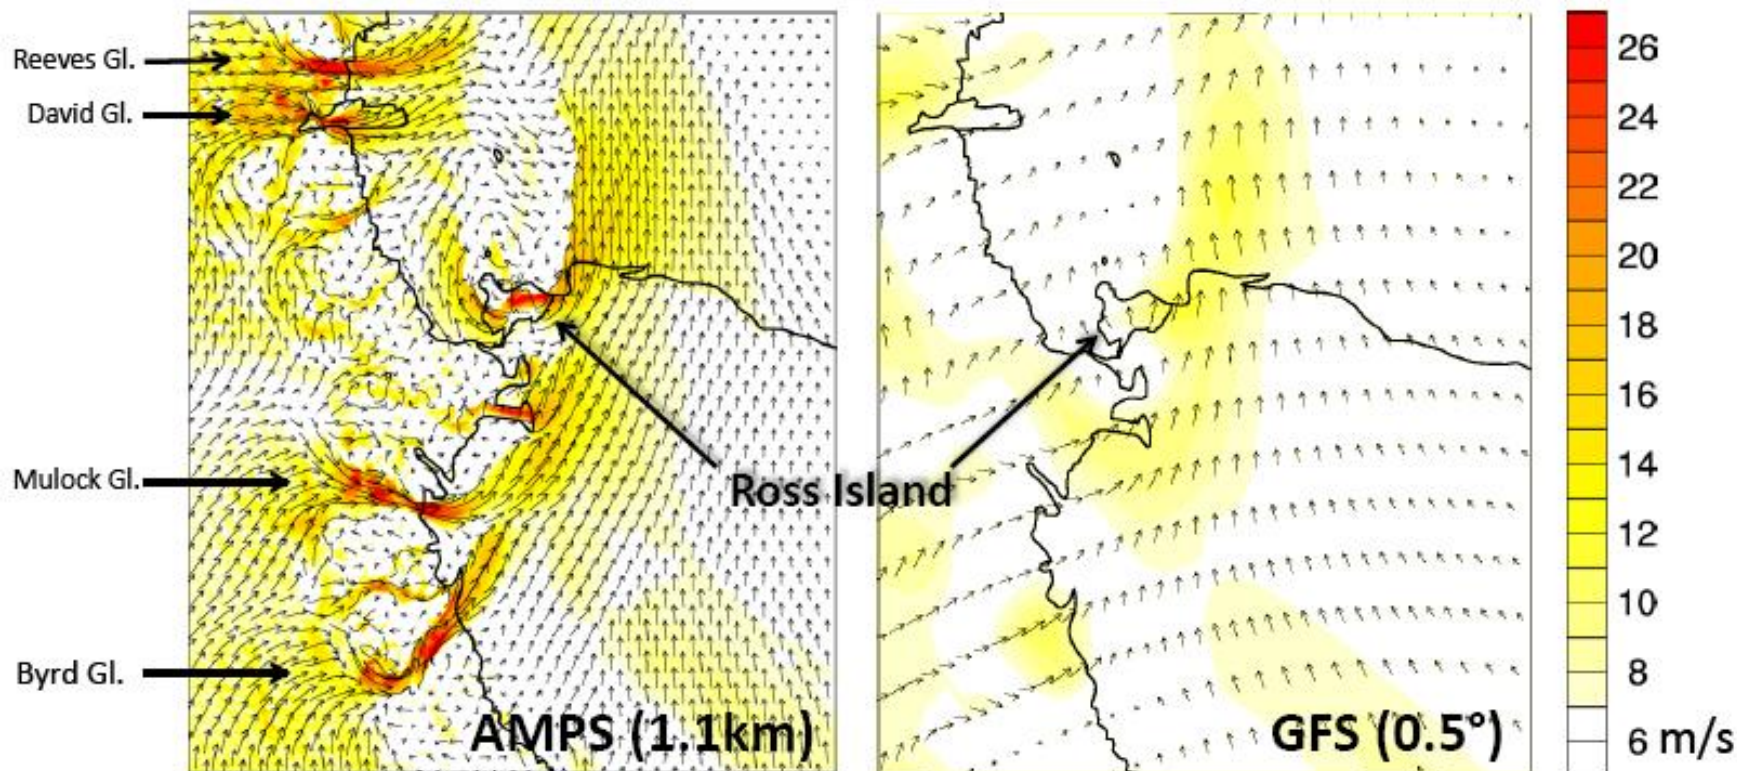 Reeves Gl.
David Gl.
Mulock Gl.
Byrd Gl.
Ross Island
AMPS (1.1km)
GFS (0.5°)
26
24
22
20
18
16
14
12
10
8
6 m/s